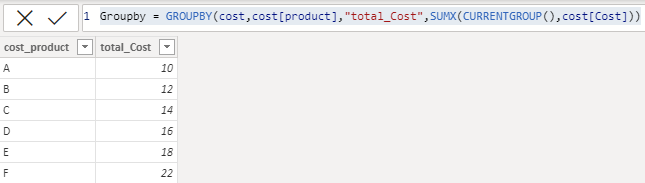 1 Groupby = GROUPBY(cost,cost[product],"total_Cost",SUMX(CURRENTGROUP(),cost[Cost]))
cost_product total_Cost
A 10
B 12
C 14
D 16
E 18
F 22